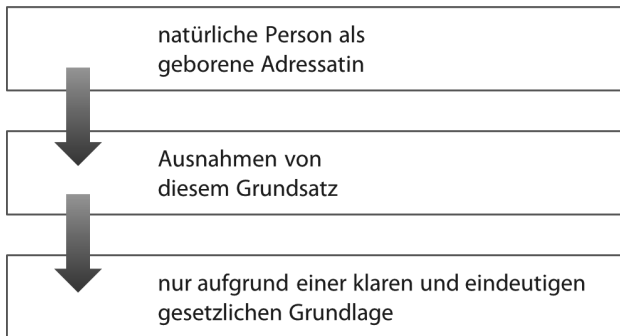 natürliche Person als
geborene Adressatin
Ausnahmen von
diesem Grundsatz
nur aufgrund einer klaren und eindeutigen
gesetzlichen Grundlage